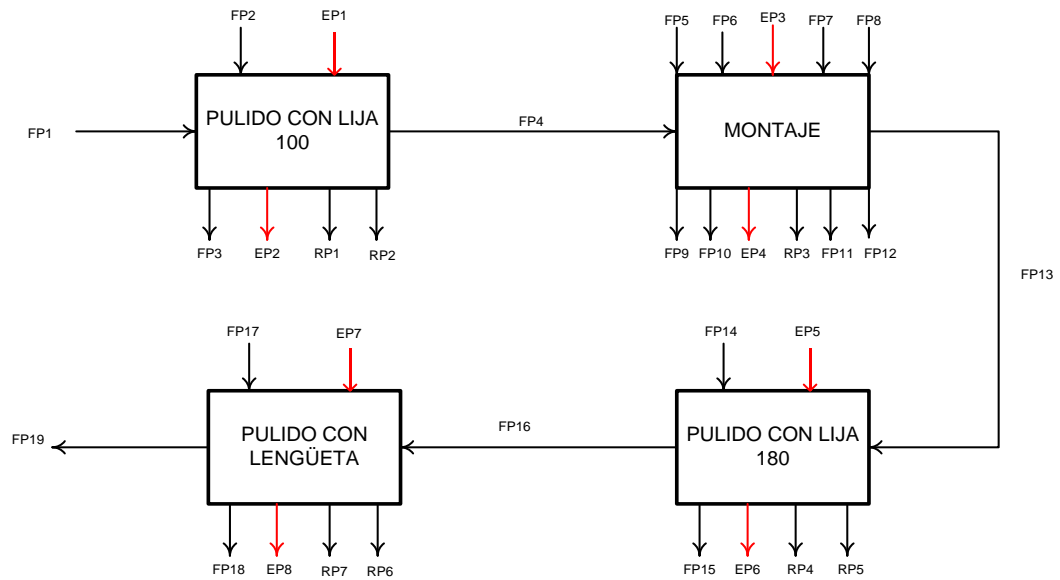 FP2 EP1
FP5 FP6 EP3 FP7 FP8
FP1
PULIDO CON LIJA
100
FP4
MONTAJE
FP3 EP2 RP1 RP2
FP9 FP10 EP4 RP3 FP11 FP12
FP13
FP17 EP7
FP14 EP5
FP19
PULIDO CON
LENGÜETA
FP16
PULIDO CON LIJA
180
FP18 EP8 RP7 RP6
FP15 EP6 RP4 RP5